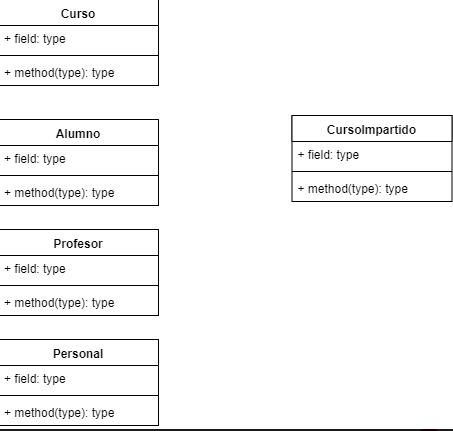 Curso
+ field: type
+ method(type): type
Alumno
+ field: type
+ method(type): type
CursoImpartido
+ field: type
+ method(type): type
Profesor
+ field: type
+ method(type): type
Personal
+ field: type
+ method(type): type